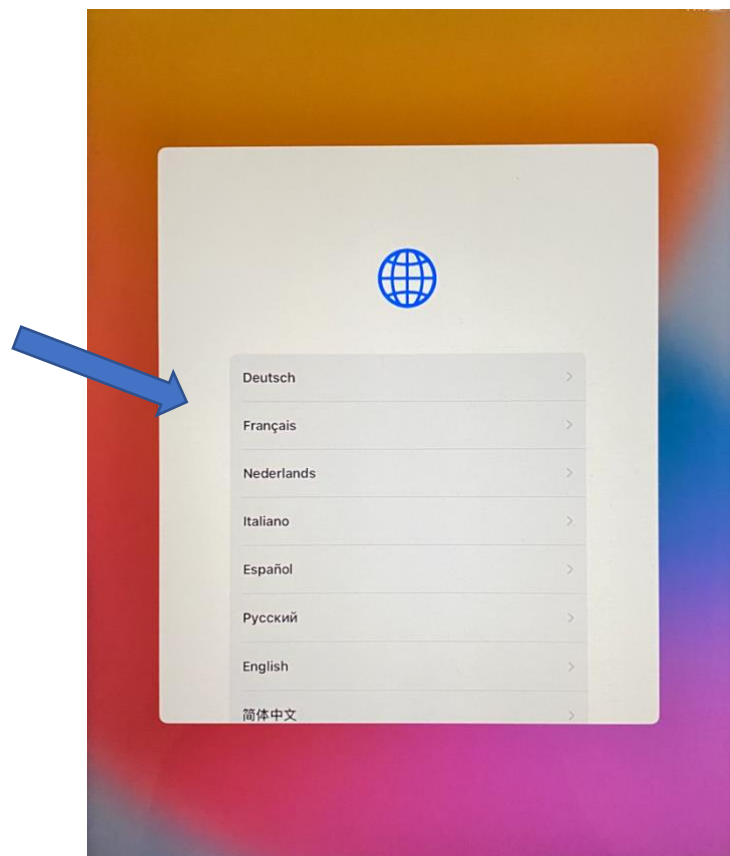 Deutsch
Français
Nederlands
Italiano
Español
Русский
English
简体中文